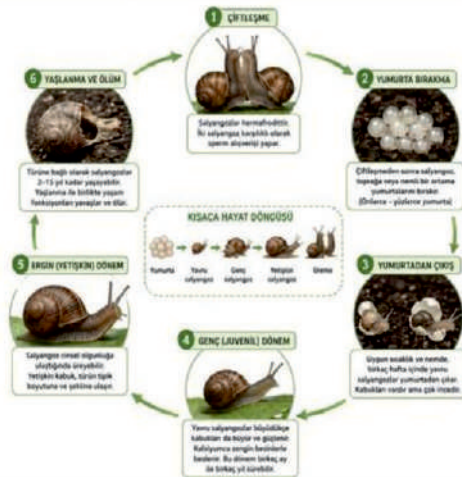 1 ÇİFTLEŞME
Salyangozlar hermafrodittir.
İki salyangoz karşılıklı olarak
sperm alışverişi yapar.
2 YUMURTA BIRAKMA
Çiftleşmeden sonra salyangoz,
toprağa veya nemli bir ortama
yumurtalarını bırakır
(Onlarca – yüzlerce yumurta)
3 YUMURTADAN ÇIKIŞ
Uygun sıcaklık ve nemde,
birkaç hafta içinde yavru
salyangozlar yumurtadan çıkar.
Kabukları vardır ama çok incedir.
4 GENÇ (JUVENİL) DÖNEM
Yavru salyangozlar büyüdükçe
kabukları da büyür ve güçlenir.
Kalsiyumca zengin besinlerle
beslenir. Bu dönem birkaç ay
ile birkaç yıl sürebilir.
5 ERGİN (YETİŞKİN) DÖNEM
Salyangoz cinsel olgunluğa
ulaştığında üreyebilir.
Yetişkin kabuk, türün tipik
boyutuna ve şekline ulaşır.
6 YAŞLANMA VE ÖLÜM
Türüne bağlı olarak salyangozlar
2–15 yıl kadar yaşayabilir.
Yaşlanma ile birlikte yaşam
fonksiyonları yavaşlar ve ölür.
KISACA HAYAT DÖNGÜSÜ
Yumurta
Yavru
salyangoz
Genç
salyangoz
Yetişkin
salyangoz
Üreme